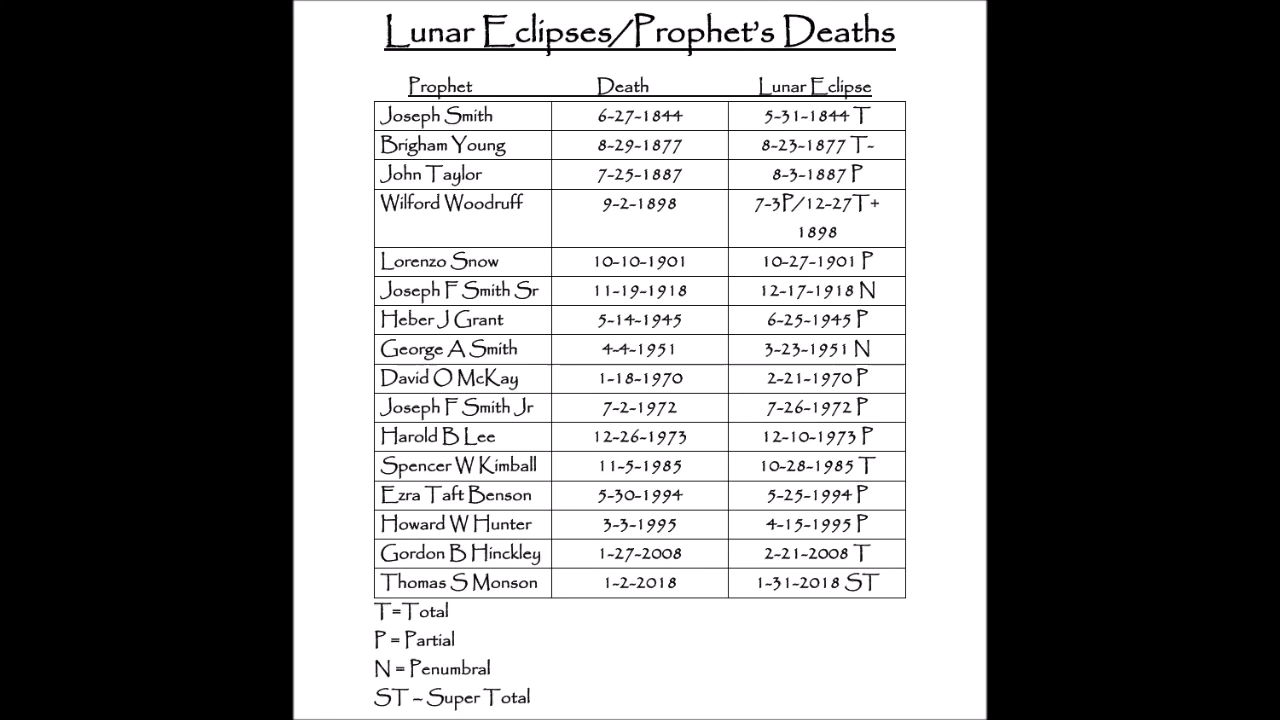 Lunar Eclipses/Prophet's Deaths
Prophet Death Lunar Eclipse
Joseph Smith 6-27-1844 5-31-1844 T
Brigham Young 8-29-1877 8-23-1877 T-
John Taylor 7-25-1887 8-3-1887 P
Wilford Woodruff 9-2-1898 7-3P/12-27T+
1898
Lorenzo Snow 10-10-1901 10-27-1901 P
Joseph F Smith Sr 11-19-1918 12-17-1918 N
Heber J Grant 5-14-1945 6-25-1945 P
George A Smith 4-4-1951 3-23-1951 N
David O McKay 1-18-1970 2-21-1970 P
Joseph F Smith Jr 7-2-1972 7-26-1972 P
Harold B Lee 12-26-1973 12-10-1973 P
Spencer W Kimball 11-5-1985 10-28-1985 T
Ezra Taft Benson 5-30-1994 5-25-1994 P
Howard W Hunter 3-3-1995 4-15-1995 P
Gordon B Hinckley 1-27-2008 2-21-2008 T
Thomas S Monson 1-2-2018 1-31-2018 ST
T=Total
P = Partial
N = Penumbral
ST – Super Total